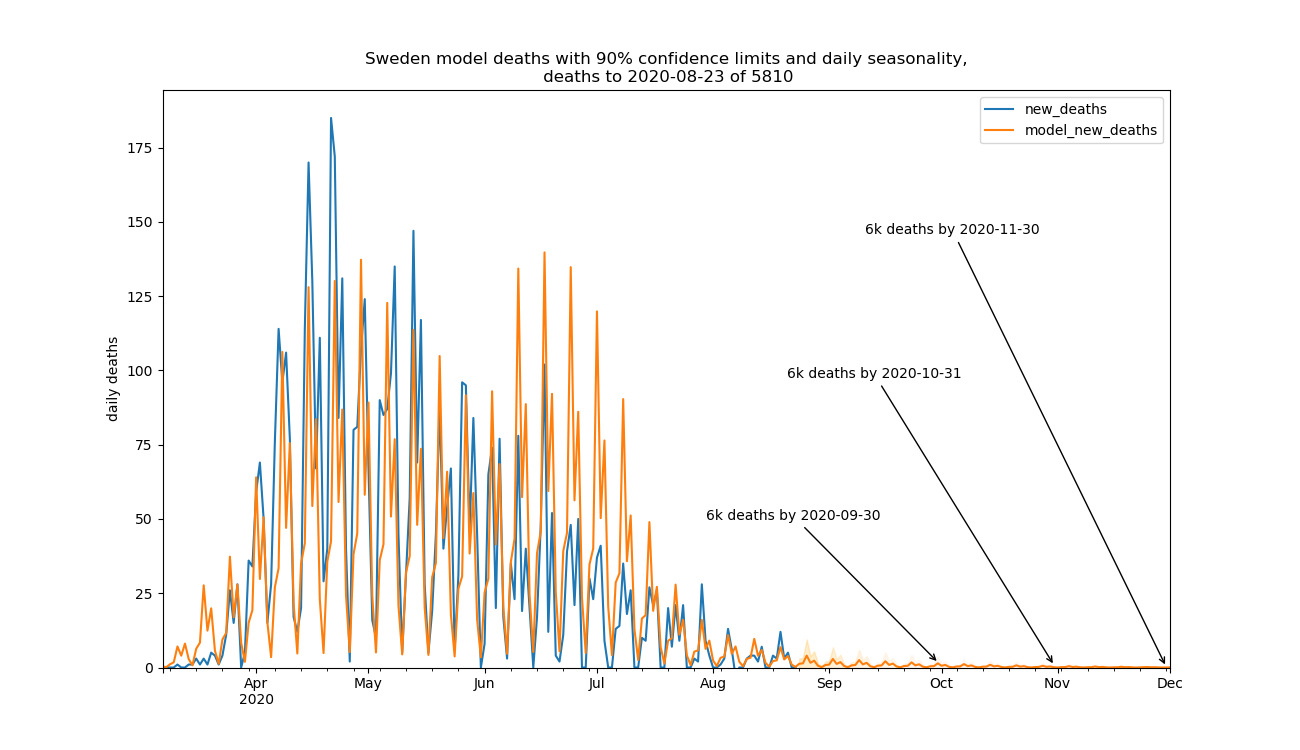 Sweden model deaths with 90% confidence limits and daily seasonality,
deaths to 2020-08-23 of 5810
new_deaths
model_new_deaths
175
150
125
100
75
50
25
0
daily deaths
6k deaths by 2020-11-30
6k deaths by 2020-10-31
6k deaths by 2020-09-30
Apr May Jun Jul Aug Sep Oct Nov Dec
2020